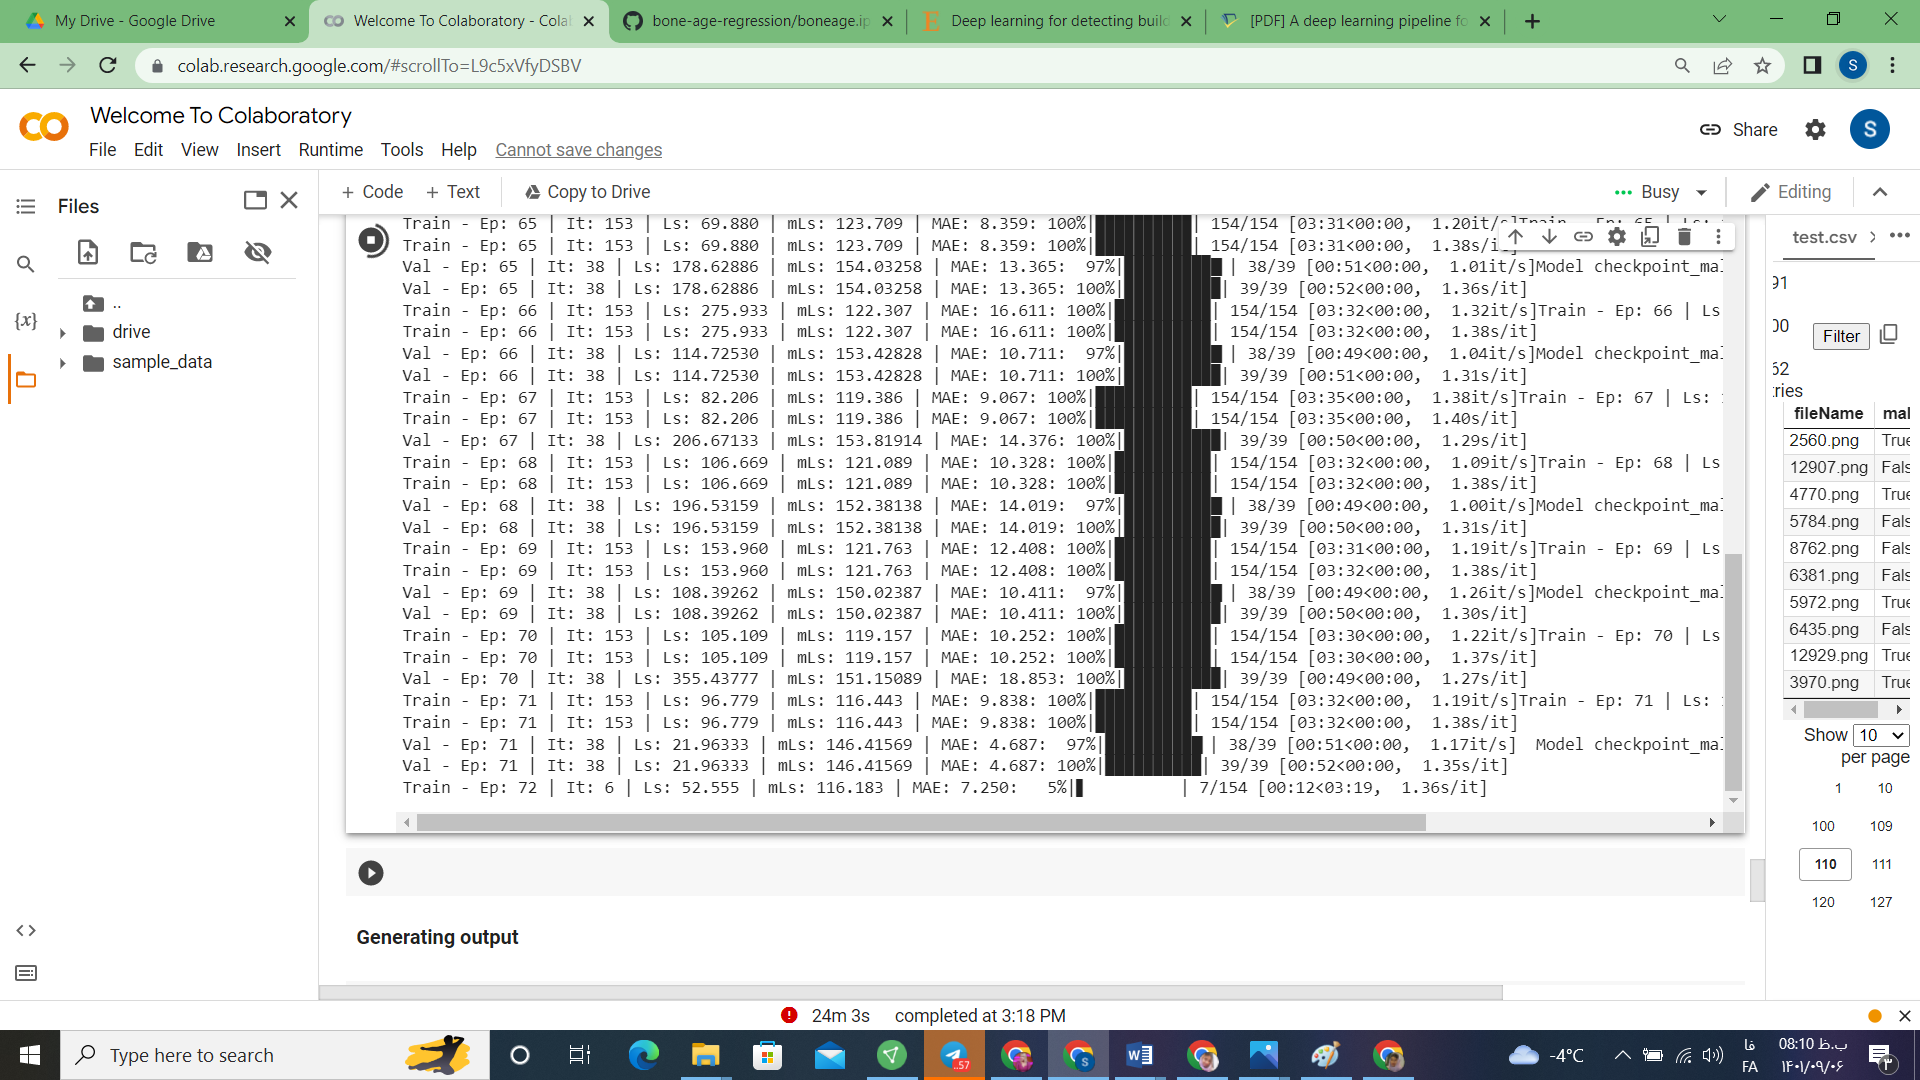 My Drive - Google Drive
Welcome To Colaboratory - Cola
bone-age-regression/boneage.ip
Deep learning for detecting build
[PDF] A deep learning pipeline fo
colab.research.google.com/#scrollTo=L9c5xVfyDSBV
S
Welcome To Colaboratory
File Edit View Insert Runtime Tools Help Cannot save changes
Share
S
Files
+ Code + Text Copy to Drive
Busy
Editing
..
drive
sample_data
{x}
Train - Ep: 65 | It: 153 | Ls: 69.880 | mLs: 123.709 | MAE: 8.359: 100%|██████████| 154/154 [03:31<00:00, 1.20it/s]Train - Ep: 65 | Ls:
Train - Ep: 65 | It: 153 | Ls: 69.880 | mLs: 123.709 | MAE: 8.359: 100%|██████████| 154/154 [03:31<00:00, 1.38s/i
Val - Ep: 65 | It: 38 | Ls: 178.62886 | mLs: 154.03258 | MAE: 13.365: 97%|██████████ | 38/39 [00:51<00:00, 1.01it/s]Model checkpoint_mal
Val - Ep: 65 | It: 38 | Ls: 178.62886 | mLs: 154.03258 | MAE: 13.365: 100%|██████████| 39/39 [00:52<00:00, 1.36s/it]
Train - Ep: 66 | It: 153 | Ls: 275.933 | mLs: 122.307 | MAE: 16.611: 100%|██████████| 154/154 [03:32<00:00, 1.32it/s]Train - Ep: 66 | Ls
Train - Ep: 66 | It: 153 | Ls: 275.933 | mLs: 122.307 | MAE: 16.611: 100%|██████████| 154/154 [03:32<00:00, 1.38s/it]
Val - Ep: 66 | It: 38 | Ls: 114.72530 | mLs: 153.42828 | MAE: 10.711: 97%|██████████ | 38/39 [00:49<00:00, 1.04it/s]Model checkpoint_mal
Val - Ep: 66 | It: 38 | Ls: 114.72530 | mLs: 153.42828 | MAE: 10.711: 100%|██████████| 39/39 [00:51<00:00, 1.31s/it]
Train - Ep: 67 | It: 153 | Ls: 82.206 | mLs: 119.386 | MAE: 9.067: 100%|██████████| 154/154 [03:35<00:00, 1.38it/s]Train - Ep: 67 | Ls:
Train - Ep: 67 | It: 153 | Ls: 82.206 | mLs: 119.386 | MAE: 9.067: 100%|██████████| 154/154 [03:35<00:00, 1.40s/it]
Val - Ep: 67 | It: 38 | Ls: 206.67133 | mLs: 153.81914 | MAE: 14.376: 100%|██████████| 39/39 [00:50<00:00, 1.29s/it]
Train - Ep: 68 | It: 153 | Ls: 106.669 | mLs: 121.089 | MAE: 10.328: 100%|██████████| 154/154 [03:32<00:00, 1.09it/s]Train - Ep: 68 | Ls
Train - Ep: 68 | It: 153 | Ls: 106.669 | mLs: 121.089 | MAE: 10.328: 100%|██████████| 154/154 [03:32<00:00, 1.38s/it]
Val - Ep: 68 | It: 38 | Ls: 196.53159 | mLs: 152.38138 | MAE: 14.019: 97%|██████████ | 38/39 [00:49<00:00, 1.00it/s]Model checkpoint_mal
Val - Ep: 68 | It: 38 | Ls: 196.53159 | mLs: 152.38138 | MAE: 14.019: 100%|██████████| 39/39 [00:50<00:00, 1.31s/it]
Train - Ep: 69 | It: 153 | Ls: 153.960 | mLs: 121.763 | MAE: 12.408: 100%|██████████| 154/154 [03:31<00:00, 1.19it/s]Train - Ep: 69 | Ls
Train - Ep: 69 | It: 153 | Ls: 153.960 | mLs: 121.763 | MAE: 12.408: 100%|██████████| 154/154 [03:32<00:00, 1.38s/it]
Val - Ep: 69 | It: 38 | Ls: 108.39262 | mLs: 150.02387 | MAE: 10.411: 97%|██████████ | 38/39 [00:49<00:00, 1.26it/s]Model checkpoint_mal
Val - Ep: 69 | It: 38 | Ls: 108.39262 | mLs: 150.02387 | MAE: 10.411: 100%|██████████| 39/39 [00:50<00:00, 1.30s/it]
Train - Ep: 70 | It: 153 | Ls: 105.109 | mLs: 119.157 | MAE: 10.252: 100%|██████████| 154/154 [03:30<00:00, 1.22it/s]Train - Ep: 70 | Ls
Train - Ep: 70 | It: 153 | Ls: 105.109 | mLs: 119.157 | MAE: 10.252: 100%|██████████| 154/154 [03:30<00:00, 1.37s/it]
Val - Ep: 70 | It: 38 | Ls: 355.43777 | mLs: 151.15089 | MAE: 18.853: 100%|██████████| 39/39 [00:49<00:00, 1.27s/it]
Train - Ep: 71 | It: 153 | Ls: 96.779 | mLs: 116.443 | MAE: 9.838: 100%|██████████| 154/154 [03:32<00:00, 1.19it/s]Train - Ep: 71 | Ls:
Train - Ep: 71 | It: 153 | Ls: 96.779 | mLs: 116.443 | MAE: 9.838: 100%|██████████| 154/154 [03:32<00:00, 1.38s/it]
Val - Ep: 71 | It: 38 | Ls: 21.96333 | mLs: 146.41569 | MAE: 4.687: 97%|██████████ | 38/39 [00:51<00:00, 1.17it/s] Model checkpoint_mal
Val - Ep: 71 | It: 38 | Ls: 21.96333 | mLs: 146.41569 | MAE: 4.687: 100%|██████████| 39/39 [00:52<00:00, 1.35s/it]
Train - Ep: 72 | It: 6 | Ls: 52.555 | mLs: 116.183 | MAE: 7.250: 5%|█ | 7/154 [00:12<03:19, 1.36s/it]
Generating output
test.csv
91
00
62
Filter
tries
fileName mal
2560.png True
12907.png Fals
4770.png True
5784.png Fals
8762.png Fals
6381.png Fals
5972.png True
6435.png Fals
12929.png True
3970.png True
Show 10
per page
1 10
100 109
110 111
120 127
24m 3s completed at 3:18 PM
Type here to search
..57
S
-4°C
فا
FA
08:10 ب.ظ
۱۴۰۱/۰۹/۰۶
۳